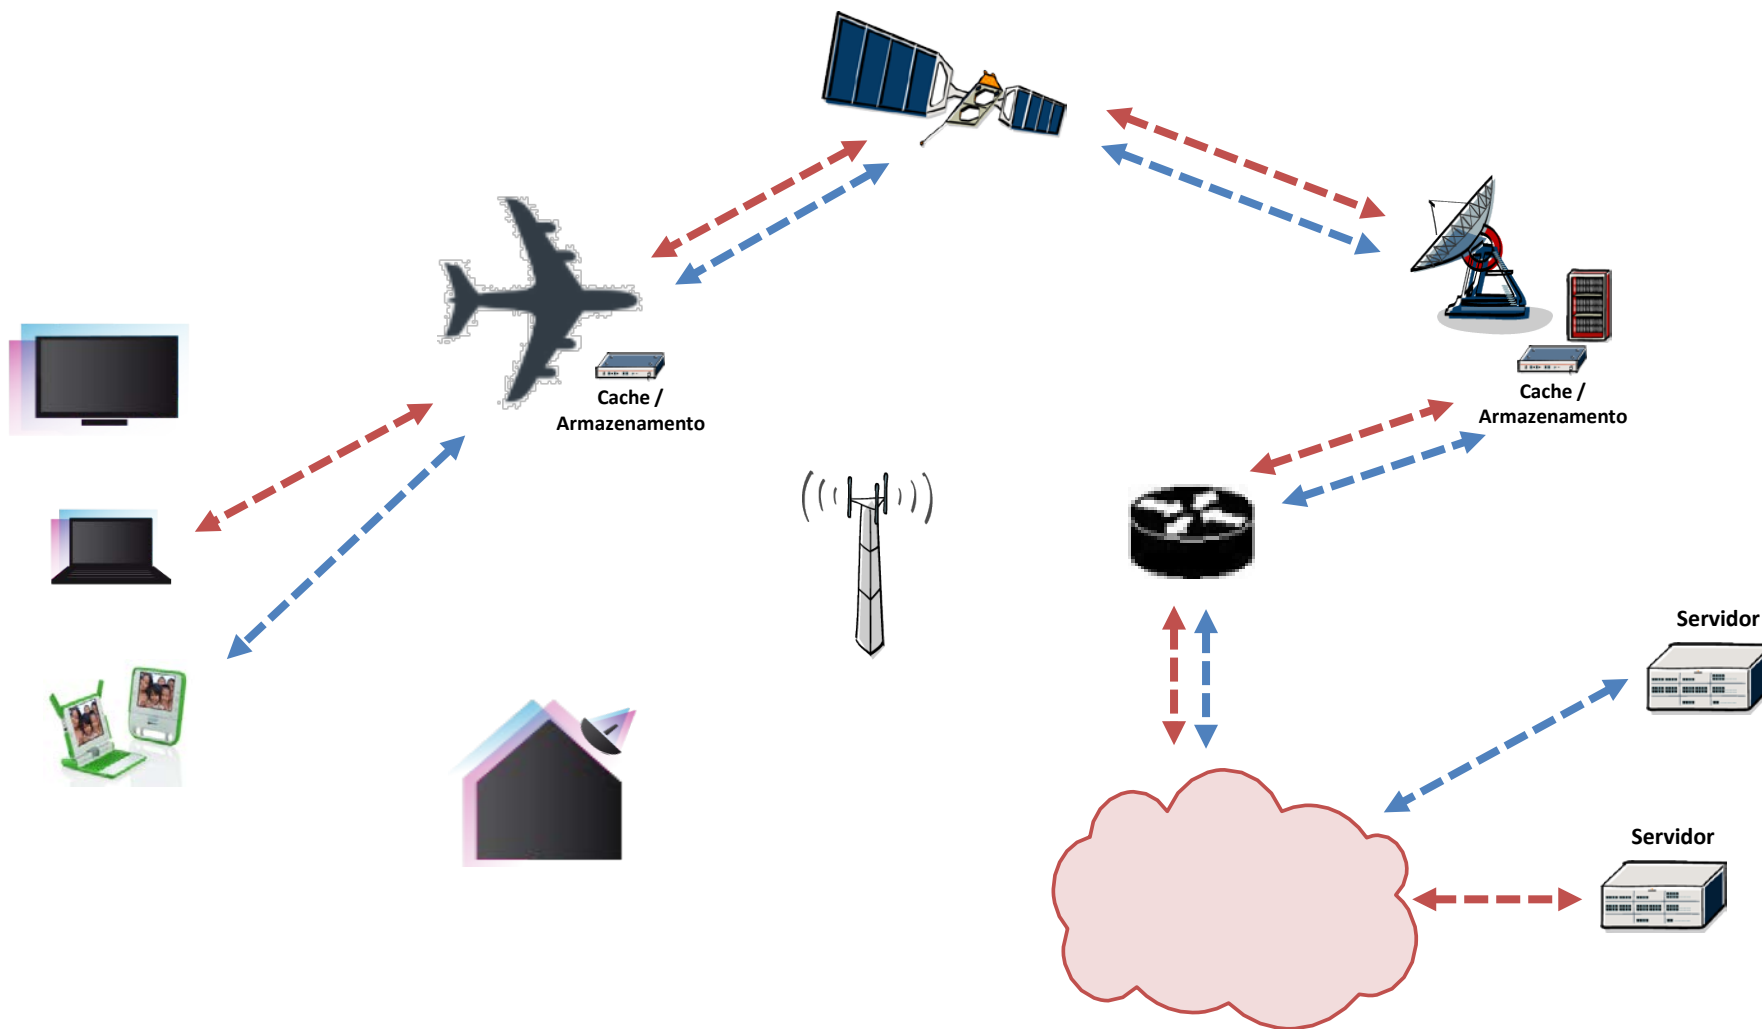 Cache /
Armazenamento
Cache /
Armazenamento
Servidor
Servidor